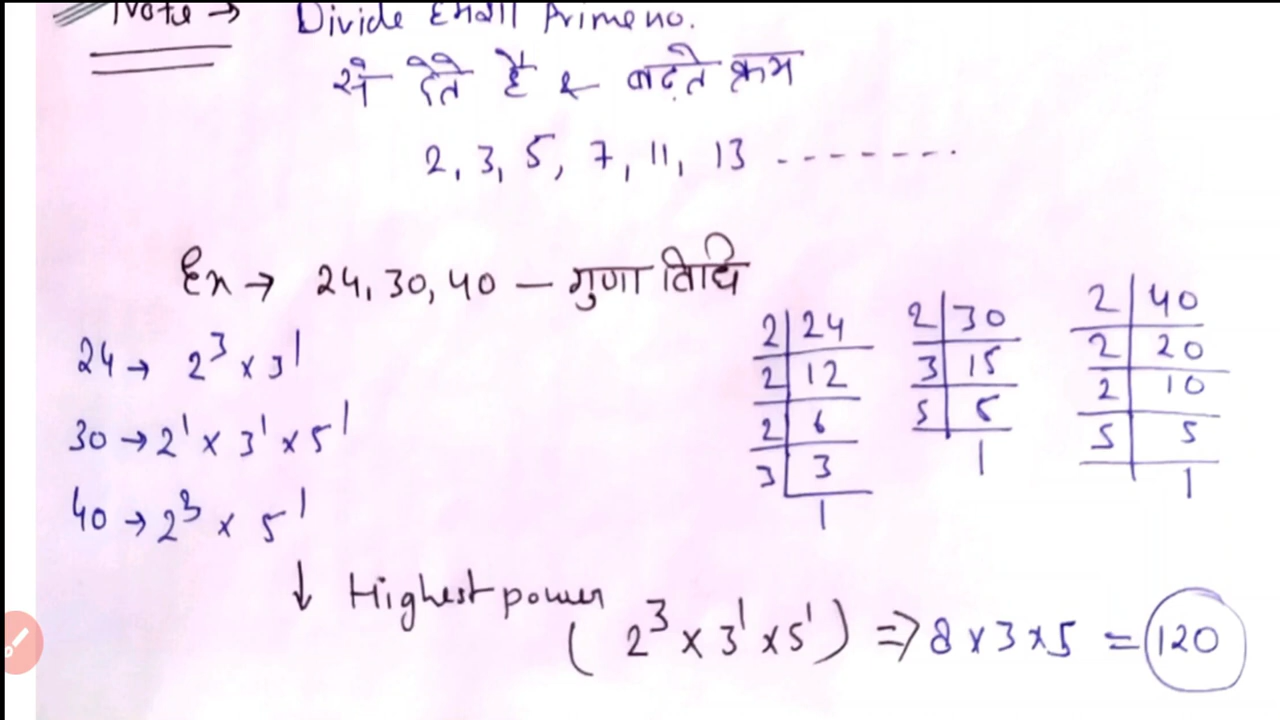 Note → Divide small Prime no.
से देते हैं & बढ़ते क्रम
2, 3, 5, 7, 11, 13 --------
Ex → 24, 30, 40 — गुणा विधि
24 → 2³ × 3¹
30 → 2¹ × 3¹ × 5¹
40 → 2³ × 5¹
2 | 24
2 | 12
2 | 6
3 | 3
1
2 | 30
3 | 15
5 | 5
1
2 | 40
2 | 20
2 | 10
5 | 5
1
↓ Highest power
( 2³ × 3¹ × 5¹ ) ⇒ 8 × 3 × 5 = 120